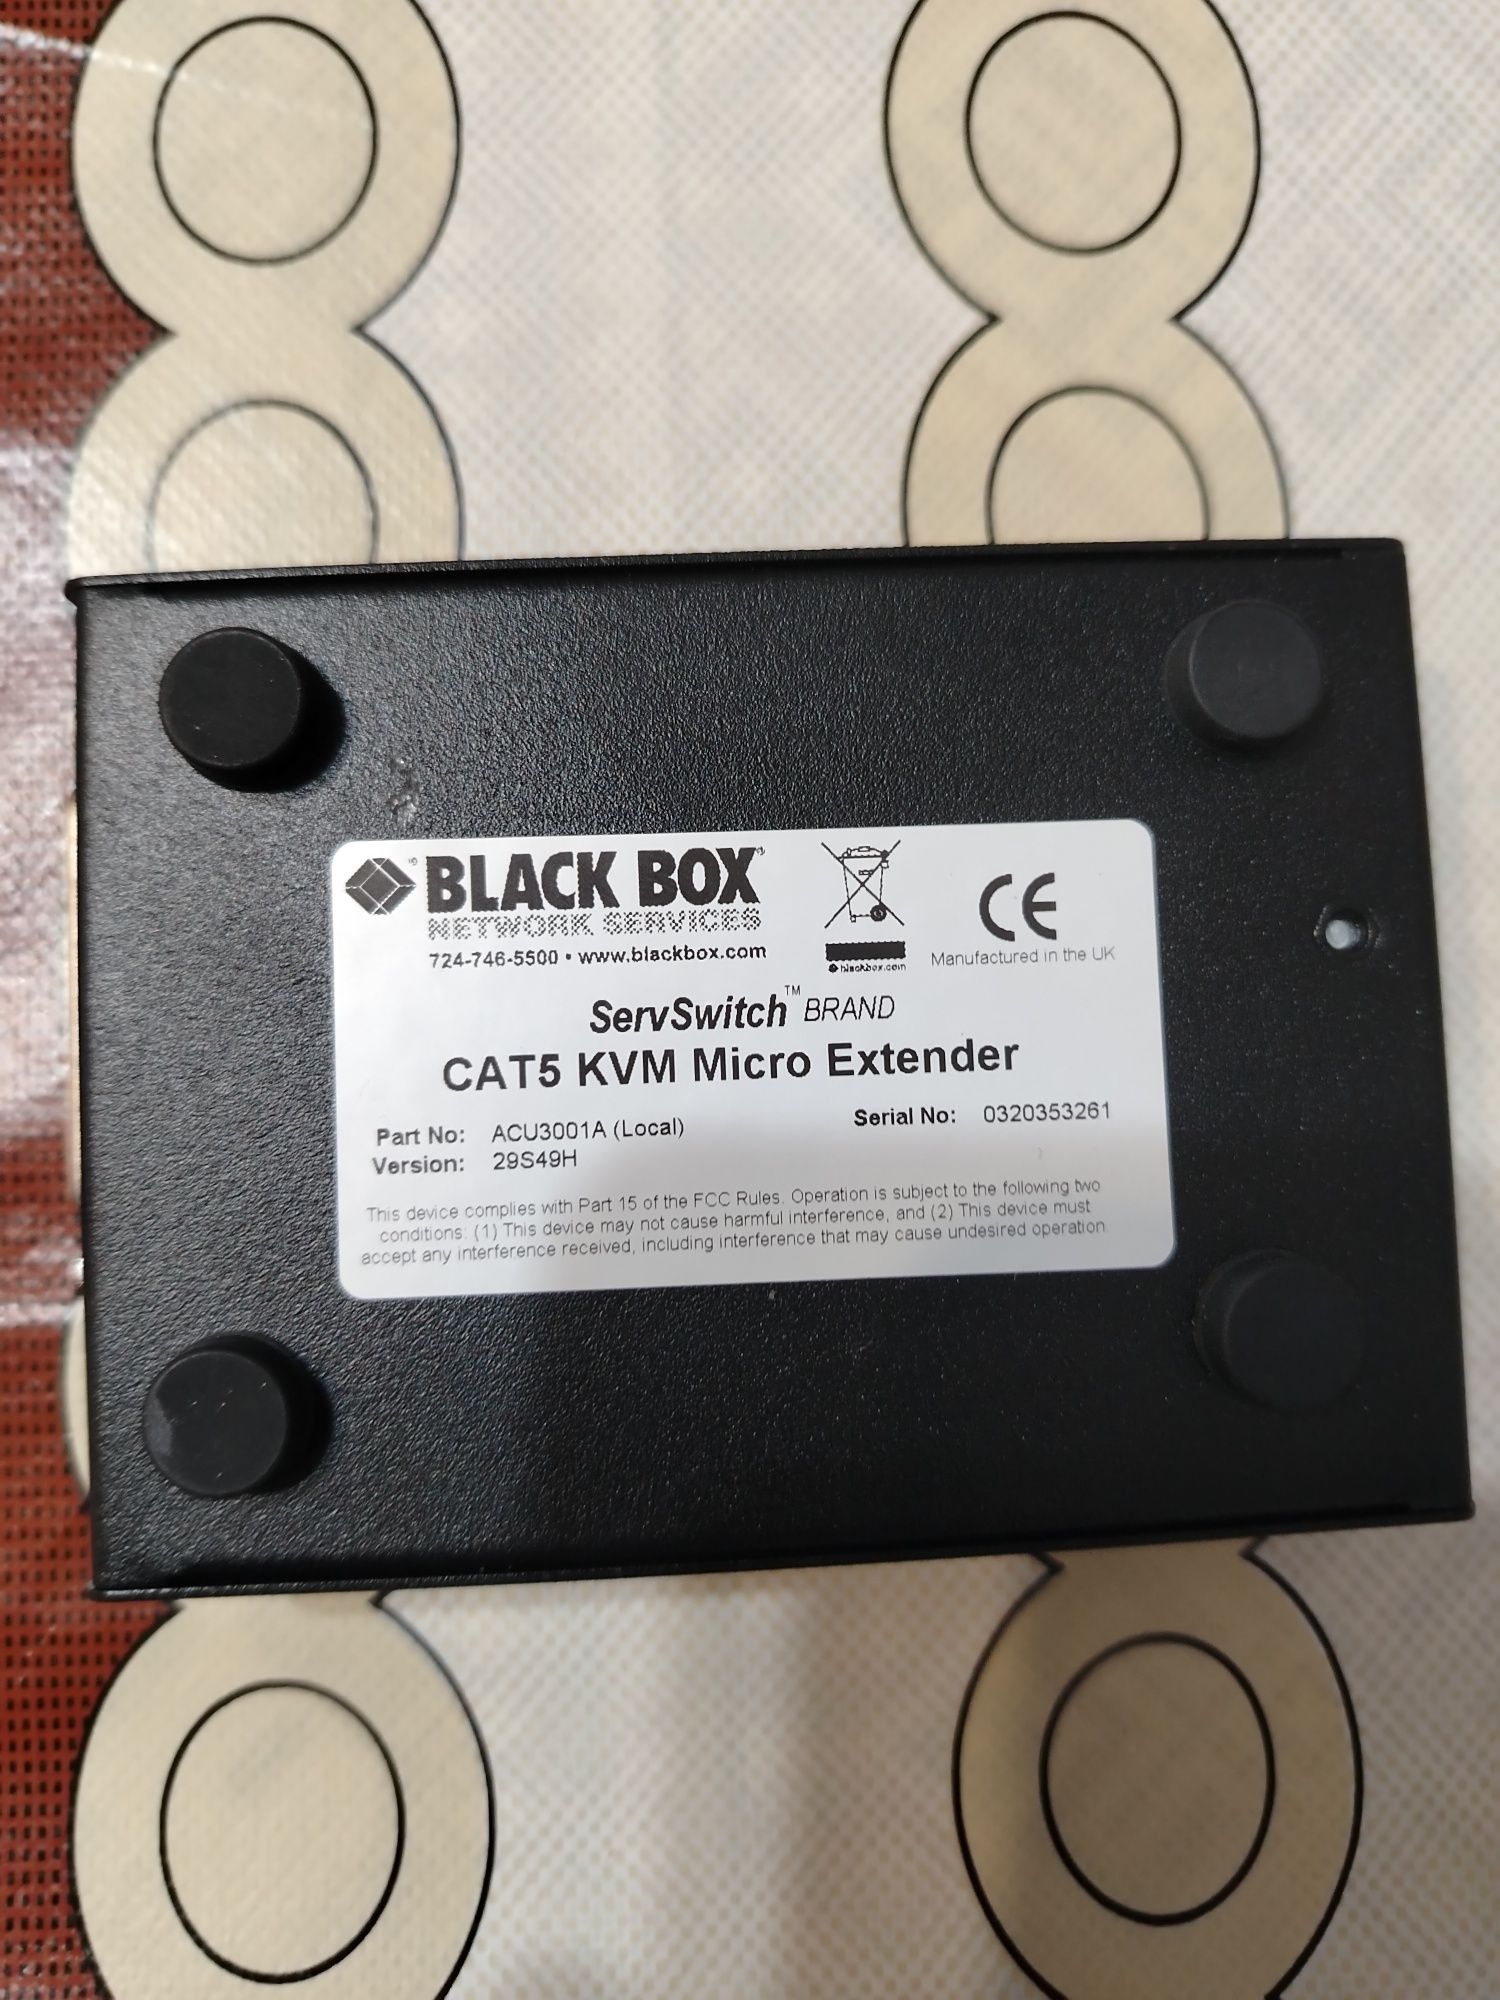 BLACK BOX®
NETWORK SERVICES
724-746-5500 • www.blackbox.com
blackbox.com
CE
Manufactured in the UK
ServSwitch™ BRAND
CAT5 KVM Micro Extender
Part No: ACU3001A (Local)
Serial No: 0320353261
Version: 29S49H
This device complies with Part 15 of the FCC Rules. Operation is subject to the following two
conditions: (1) This device may not cause harmful interference, and (2) This device must
accept any interference received, including interference that may cause undesired operation.